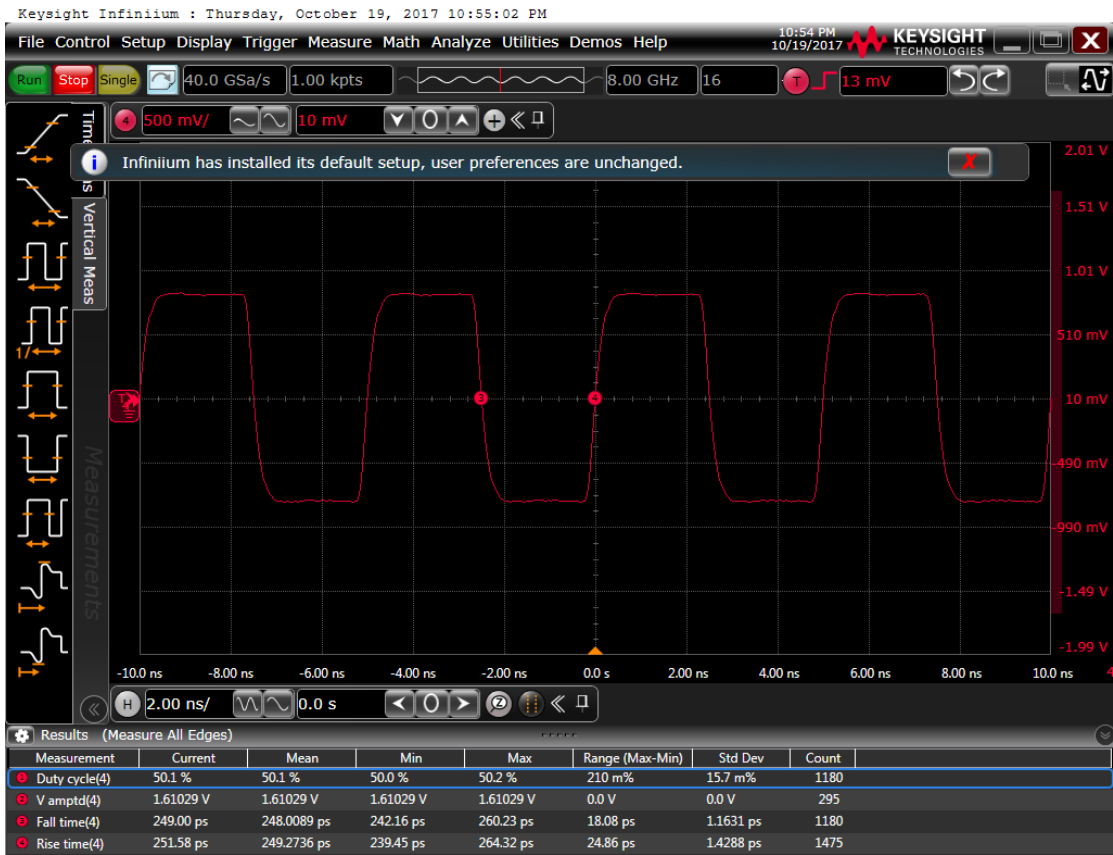 Keysight Infiniium : Thursday, October 19, 2017 10:55:02 PM
File Control Setup Display Trigger Measure Math Analyze Utilities Demos Help
10:54 PM
10/19/2017
KEYSIGHT
TECHNOLOGIES
X
Run Stop Single 40.0 GSa/s 1.00 kpts 8.00 GHz 16 T 13 mV
4 500 mV/ 10 mV 0
i Infiniium has installed its default setup, user preferences are unchanged. X
Vertical Meas
Measurements
1/
2.01 V
1.51 V
1.01 V
510 mV
10 mV
-490 mV
-990 mV
-1.49 V
-1.99 V
T
3 4
-10.0 ns -8.00 ns -6.00 ns -4.00 ns -2.00 ns 0.0 s 2.00 ns 4.00 ns 6.00 ns 8.00 ns 10.0 ns
H 2.00 ns/ 0.0 s 0 Z
Results (Measure All Edges)
Measurement Current Mean Min Max Range (Max-Min) Std Dev Count
1 Duty cycle(4) 50.1 % 50.1 % 50.0 % 50.2 % 210 m% 15.7 m% 1180
2 V amptd(4) 1.61029 V 1.61029 V 1.61029 V 1.61029 V 0.0 V 0.0 V 295
3 Fall time(4) 249.00 ps 248.0089 ps 242.16 ps 260.23 ps 18.08 ps 1.1631 ps 1180
4 Rise time(4) 251.58 ps 249.2736 ps 239.45 ps 264.32 ps 24.86 ps 1.4288 ps 1475